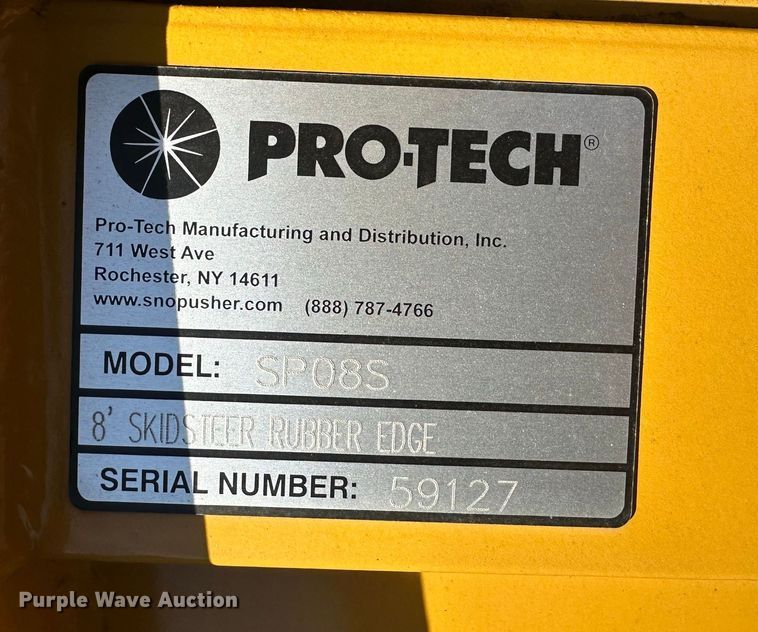 PRO-TECH®
Pro-Tech Manufacturing and Distribution, Inc.
711 West Ave
Rochester, NY 14611
www.snopusher.com (888) 787-4766
MODEL: SP08S
8' SKIDSTEER RUBBER EDGE
SERIAL NUMBER: 59127
Purple Wave Auction